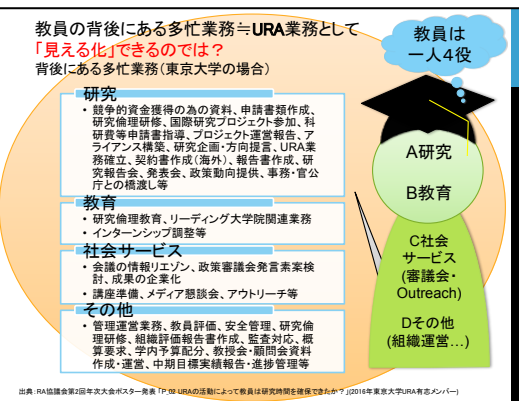 教員の背後にある多忙業務≒URA業務として
「見える化」できるのでは？
背後にある多忙業務(東京大学の場合)
教員は
一人4役
研究
・ 競争的資金獲得の為の資料、申請書類作成、
研究倫理研修、国際研究プロジェクト参加、科
研費等申請書指導、プロジェクト運営報告、ア
ライアンス構築、研究企画・方向提言、URA業
務確立、契約書作成(海外)、報告書作成、研
究報告会、発表会、政策動向提供、事務・官公
庁との橋渡し等
教育
・ 研究倫理教育、リーディング大学院関連業務
・ インターンシップ調整等
社会サービス
・ 会議の情報リエゾン、政策審議会発言素案検
討、成果の企業化
・ 講座準備、メディア懇談会、アウトリーチ等
その他
・ 管理運営業務、教員評価、安全管理、研究倫
理研修、組織評価報告書作成、監査対応、概
算要求、学内予算配分、教授会・顧問会資料
作成・運営、中期目標実績報告・進捗管理等
A研究
B教育
C社会
サービス
(審議会・
Outreach)
Dその他
(組織運営…)
出典：RA協議会第2回年次大会ポスター発表「P_02 URAの活動によって教員は研究時間を確保できたか？」(2016年東京大学URA有志メンバー)